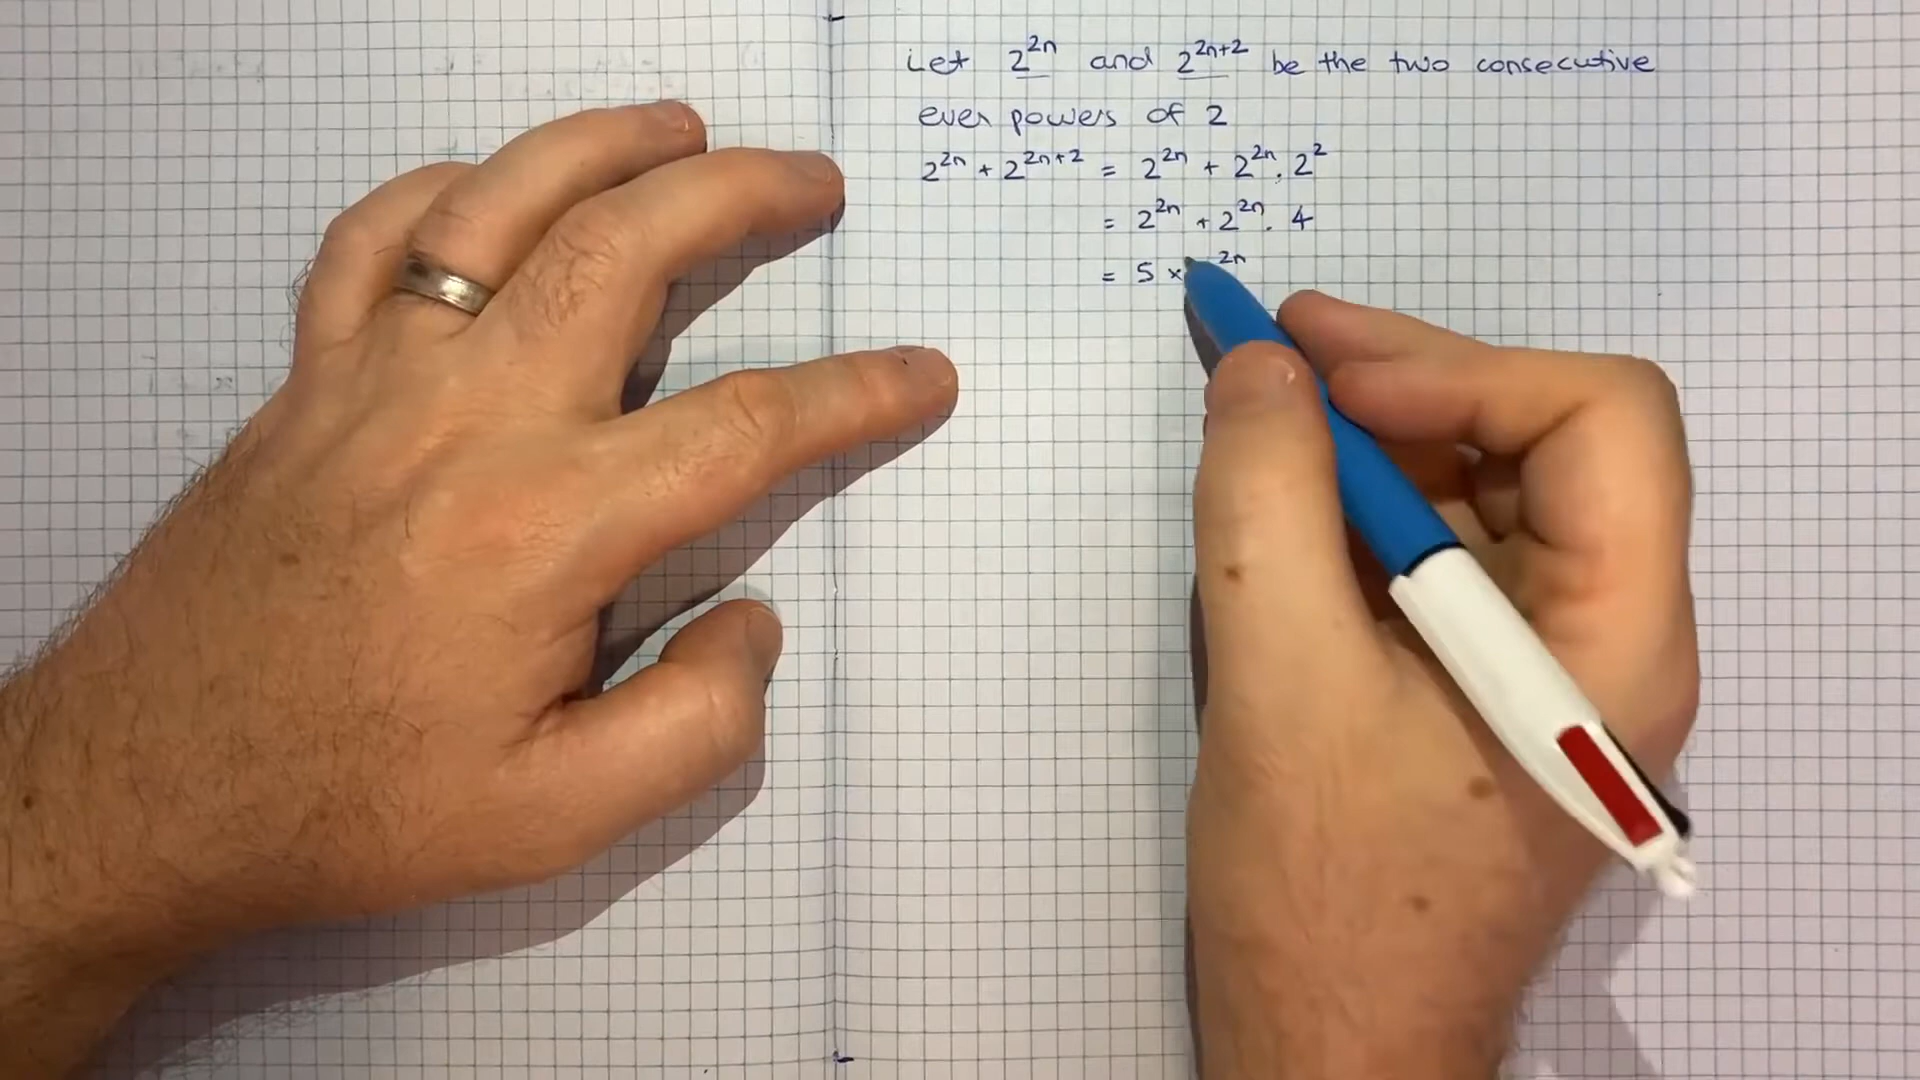 Let 2^{2n} and 2^{2n+2} be the two consecutive
even powers of 2
2^{2n} + 2^{2n+2} = 2^{2n} + 2^{2n} . 2^2
= 2^{2n} + 2^{2n} . 4
= 5 × ^{2n}